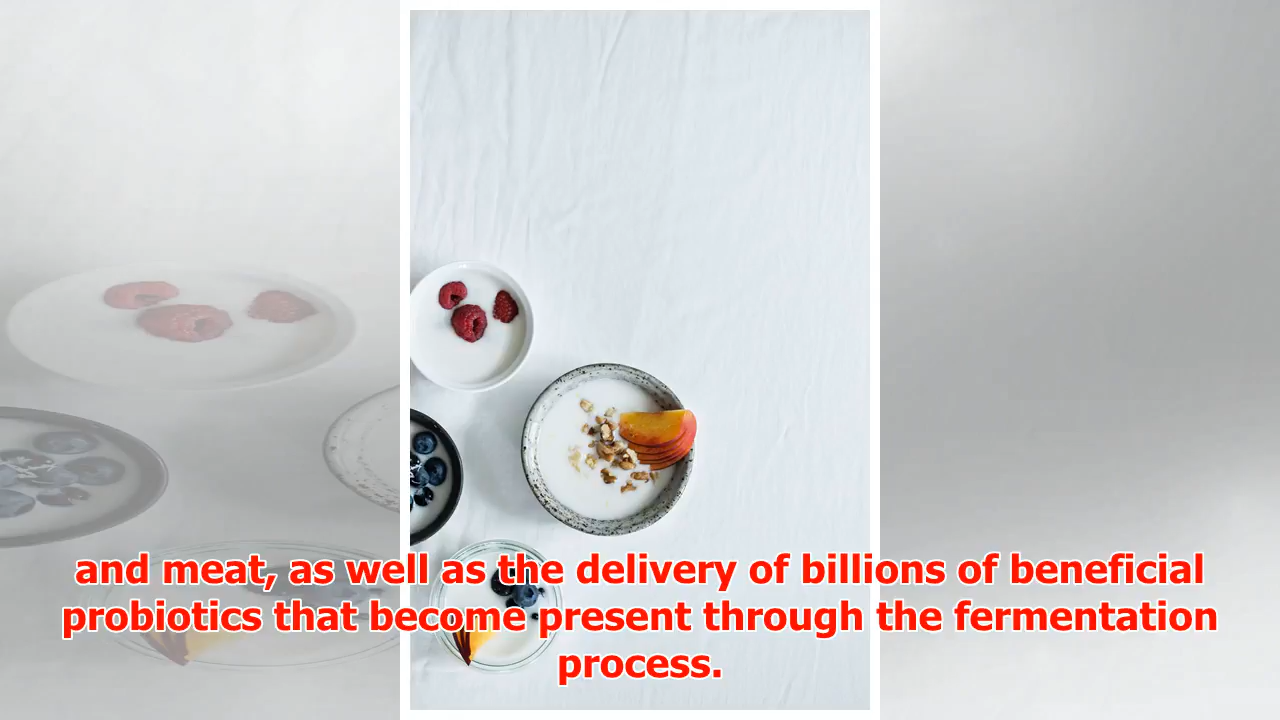 and meat, as well as the delivery of billions of beneficial
probiotics that become present through the fermentation
process.